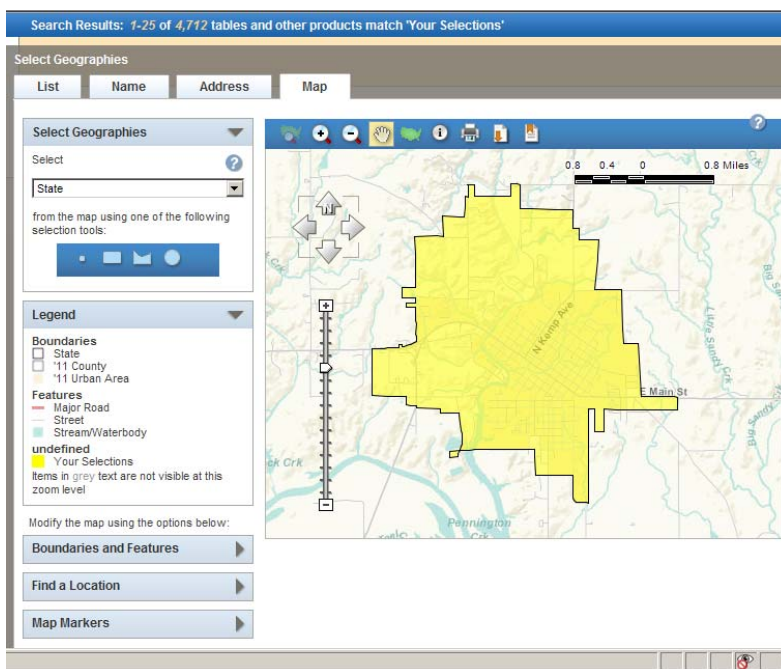 Search Results: 1-25 of 4,712 tables and other products match 'Your Selections'
Select Geographies
List Name Address Map
Select Geographies
Select
State
from the map using one of the following
selection tools:
Legend
Boundaries
State
'11 County
'11 Urban Area
Features
Major Road
Street
Stream/Waterbody
undefined
Your Selections
Items in grey text are not visible at this
zoom level
Modify the map using the options below:
Boundaries and Features
Find a Location
Map Markers
0.8 0.4 0 0.8 Miles
N
N Kemp Ave
E Main St
Little Sandy Crk
Big Sandy Crk
Pennington
Crk